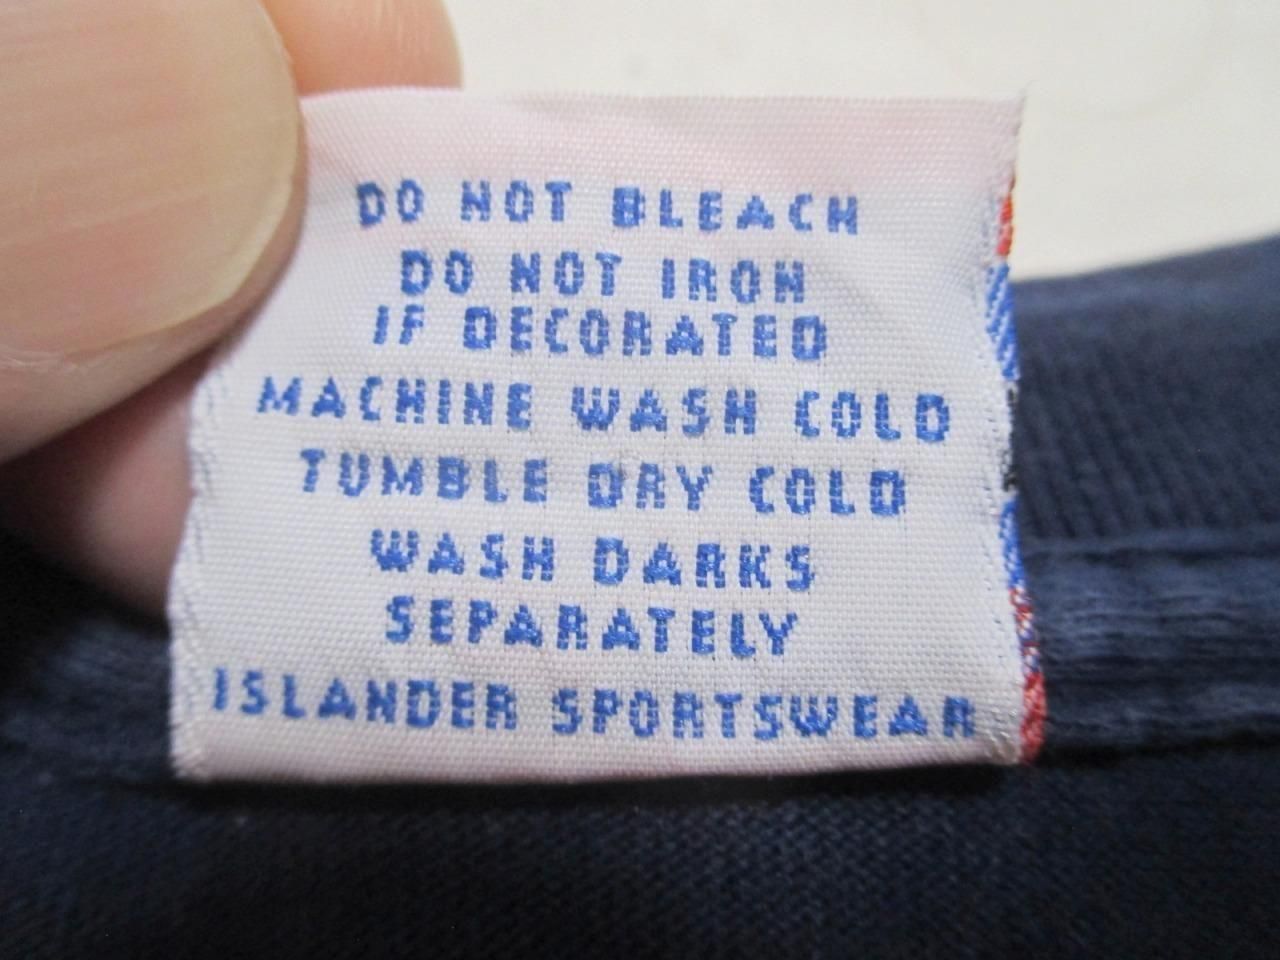 DO NOT BLEACH
DO NOT IRON
IF DECORATED
MACHINE WASH COLD
TUMBLE DRY COLD
WASH DARKS
SEPARATELY
ISLANDER SPORTSWEAR